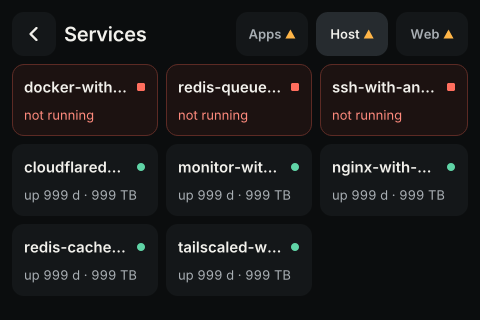 Services
Apps
Host
Web
docker-with...
redis-queue...
ssh-with-an...
not running
not running
not running
cloudflared...
monitor-wit...
nginx-with-...
up 999 d · 999 TB
up 999 d · 999 TB
up 999 d · 999 TB
redis-cache...
tailscaled-w...
up 999 d · 999 TB
up 999 d · 999 TB